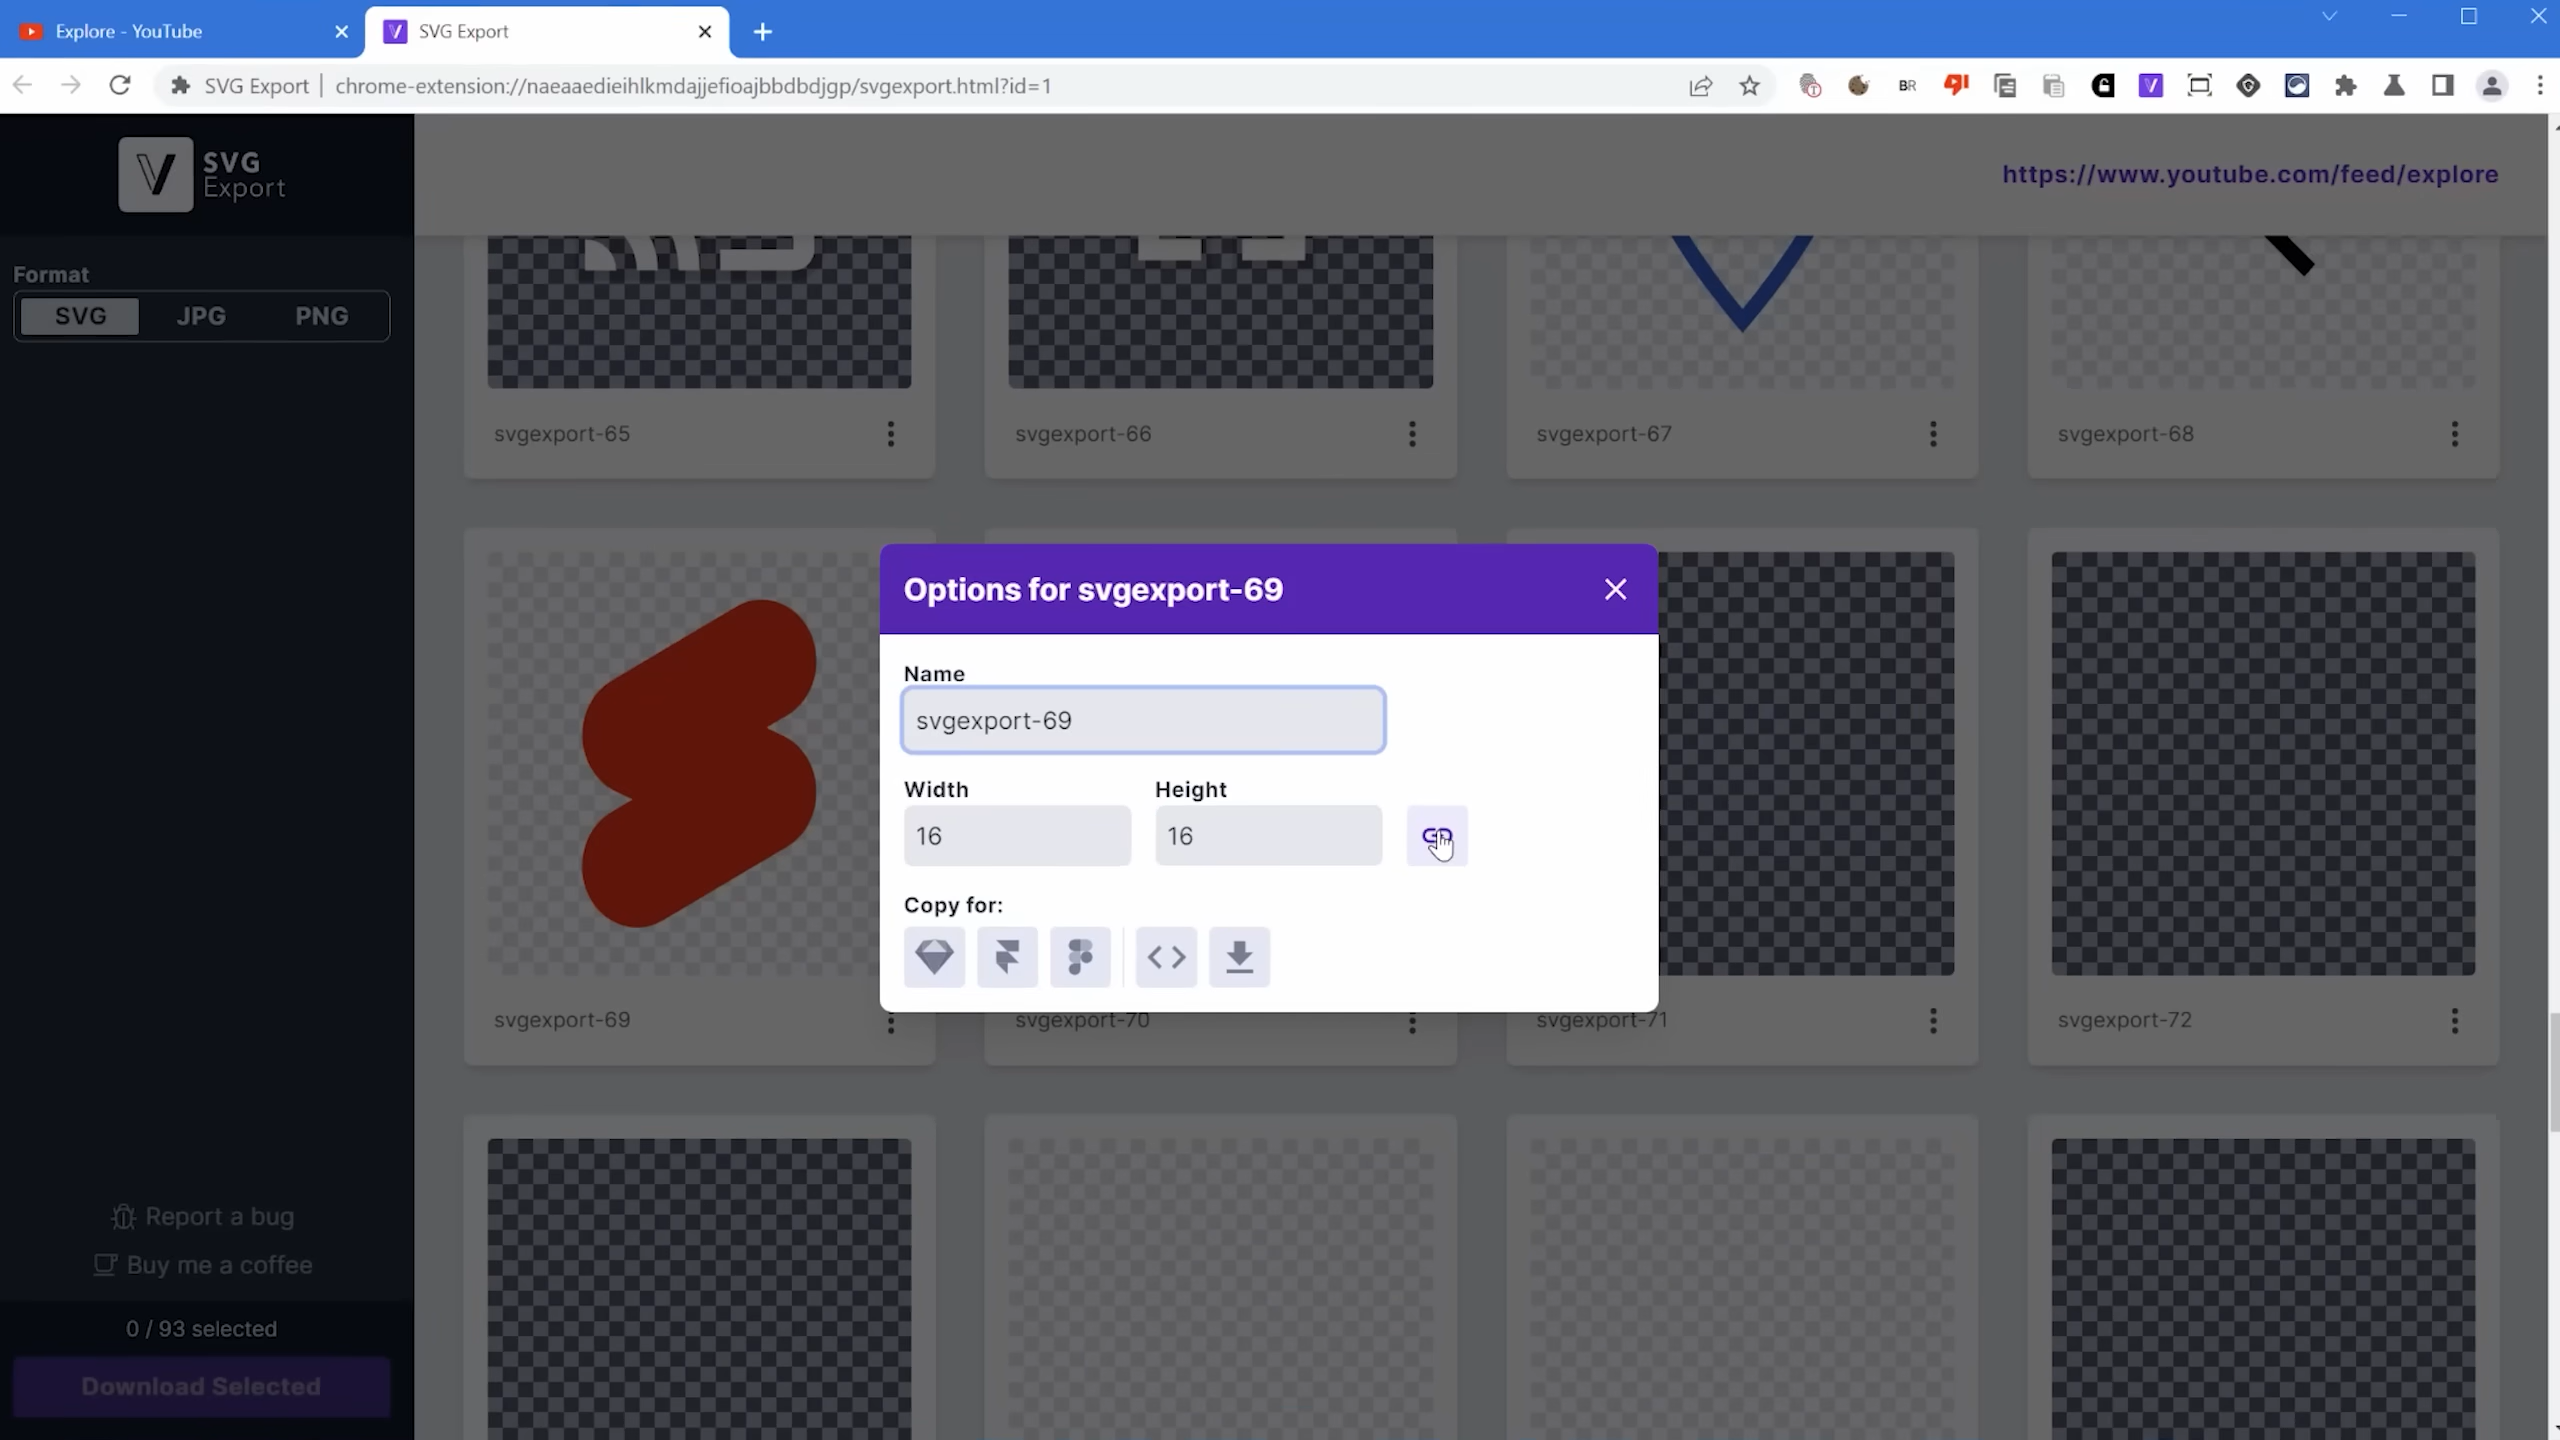 Explore - YouTube
SVG Export
SVG Export | chrome-extension://naeaaedieihlkmdajjefioajbbdbdjgp/svgexport.html?id=1
BR
SVG
Export
https://www.youtube.com/feed/explore
Format
SVG JPG PNG
svgexport-65
svgexport-66
svgexport-67
svgexport-68
Options for svgexport-69
Name
svgexport-69
Width
Height
16
16
Copy for:
svgexport-69
svgexport-70
svgexport-71
svgexport-72
Report a bug
Buy me a coffee
0 / 93 selected
Download Selected